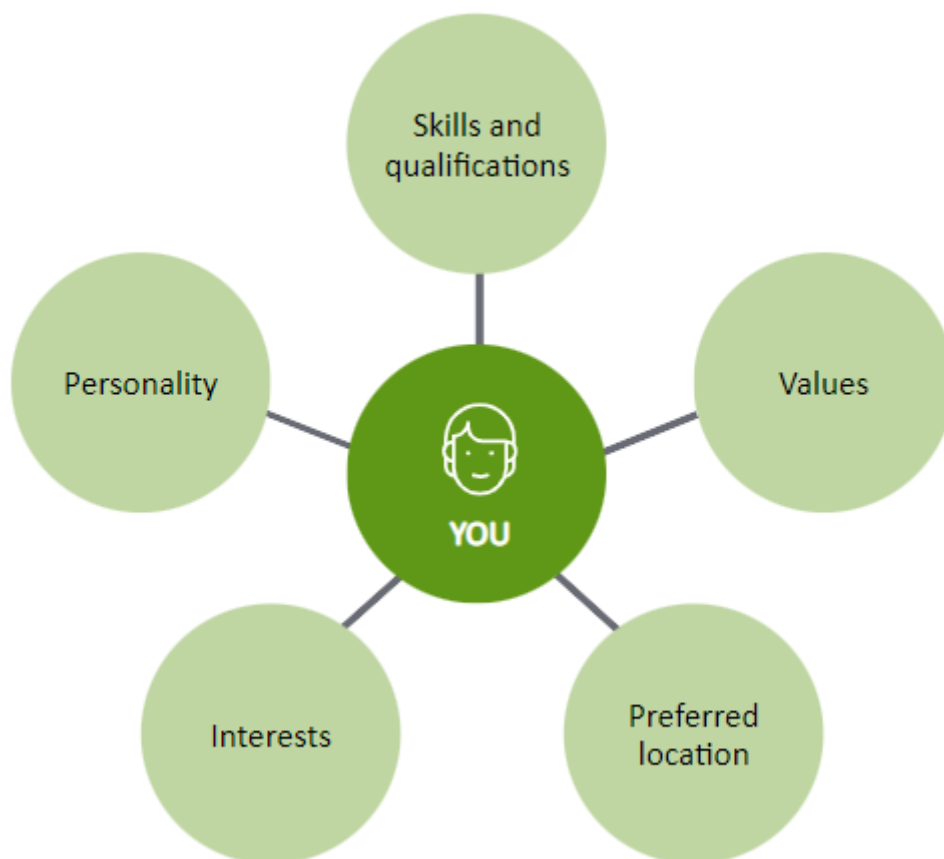 Skills and
qualifications
Personality
Values
YOU
Interests
Preferred
location